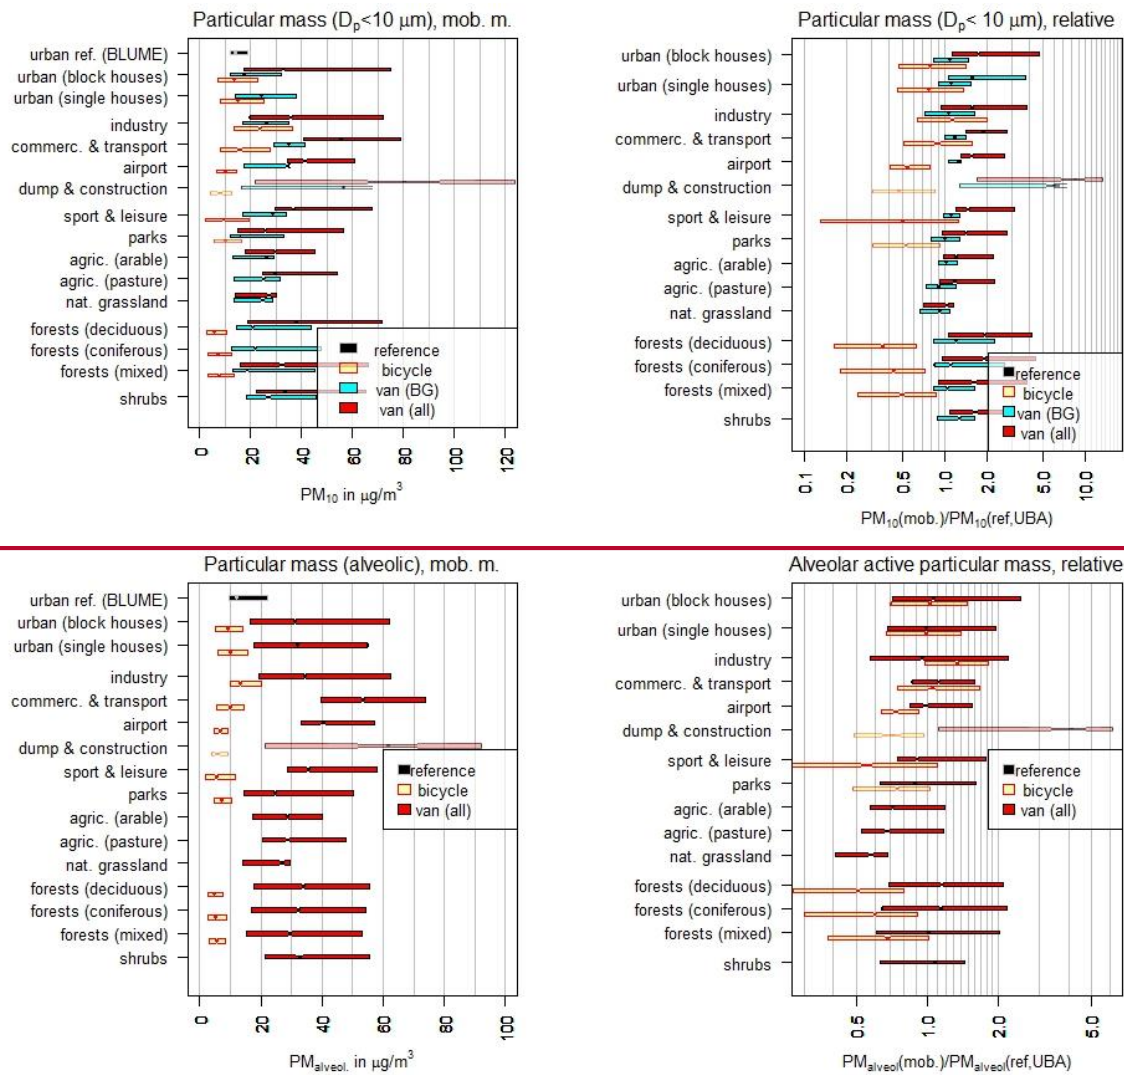 Particular mass (Dp<10 μm), mob. m.
urban ref. (BLUME)
urban (block houses)
urban (single houses)
industry
commerc. & transport
airport
dump & construction
sport & leisure
parks
agric. (arable)
agric. (pasture)
nat. grassland
forests (deciduous)
forests (coniferous)
forests (mixed)
shrubs
reference
bicycle
van (BG)
van (all)
0 20 40 60 80 100 120
PM10 in μg/m3
Particular mass (Dp< 10 μm), relative
urban (block houses)
urban (single houses)
industry
commerc. & transport
airport
dump & construction
sport & leisure
parks
agric. (arable)
agric. (pasture)
nat. grassland
forests (deciduous)
forests (coniferous)
forests (mixed)
shrubs
reference
bicycle
van (BG)
van (all)
0.1 0.2 0.5 1.0 2.0 5.0 10.0
PM10(mob.)/PM10(ref,UBA)
Particular mass (alveolic), mob. m.
urban ref. (BLUME)
urban (block houses)
urban (single houses)
industry
commerc. & transport
airport
dump & construction
sport & leisure
parks
agric. (arable)
agric. (pasture)
nat. grassland
forests (deciduous)
forests (coniferous)
forests (mixed)
shrubs
reference
bicycle
van (all)
0 20 40 60 80 100
PMalveol. in μg/m3
Alveolar active particular mass, relative
urban (block houses)
urban (single houses)
industry
commerc. & transport
airport
dump & construction
sport & leisure
parks
agric. (arable)
agric. (pasture)
nat. grassland
forests (deciduous)
forests (coniferous)
forests (mixed)
shrubs
reference
bicycle
van (all)
0.5 1.0 2.0 5.0
PMalveol(mob.)/PMalveol(ref,UBA)